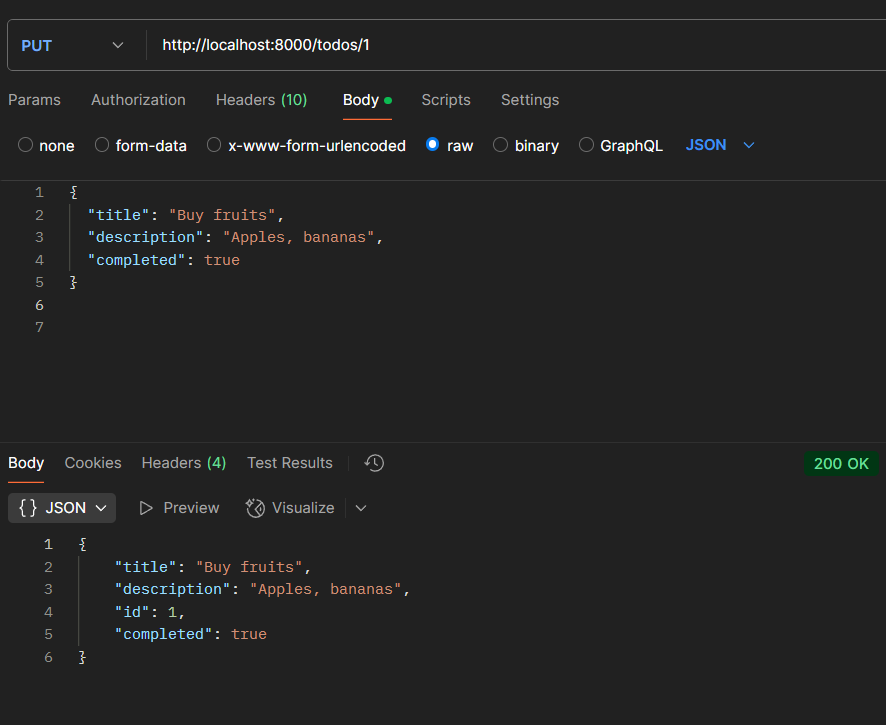 PUT http://localhost:8000/todos/1
Params Authorization Headers (10) Body Scripts Settings
none form-data x-www-form-urlencoded raw binary GraphQL JSON
1 {
2 "title": "Buy fruits",
3 "description": "Apples, bananas",
4 "completed": true
5 }
6
7
Body Cookies Headers (4) Test Results 200 OK
{} JSON Preview Visualize
1 {
2 "title": "Buy fruits",
3 "description": "Apples, bananas",
4 "id": 1,
5 "completed": true
6 }